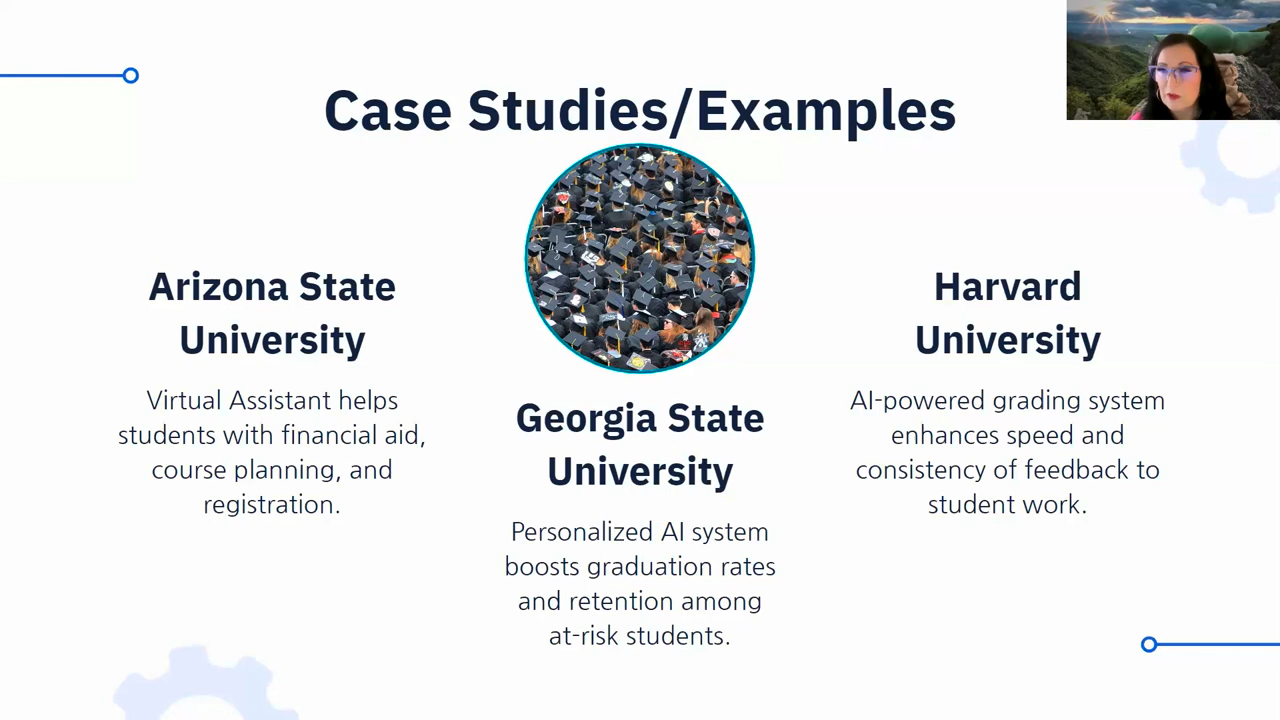 Case Studies/Examples
Arizona State
University
Virtual Assistant helps
students with financial aid,
course planning, and
registration.
Georgia State
University
Personalized AI system
boosts graduation rates
and retention among
at-risk students.
Harvard
University
AI-powered grading system
enhances speed and
consistency of feedback to
student work.